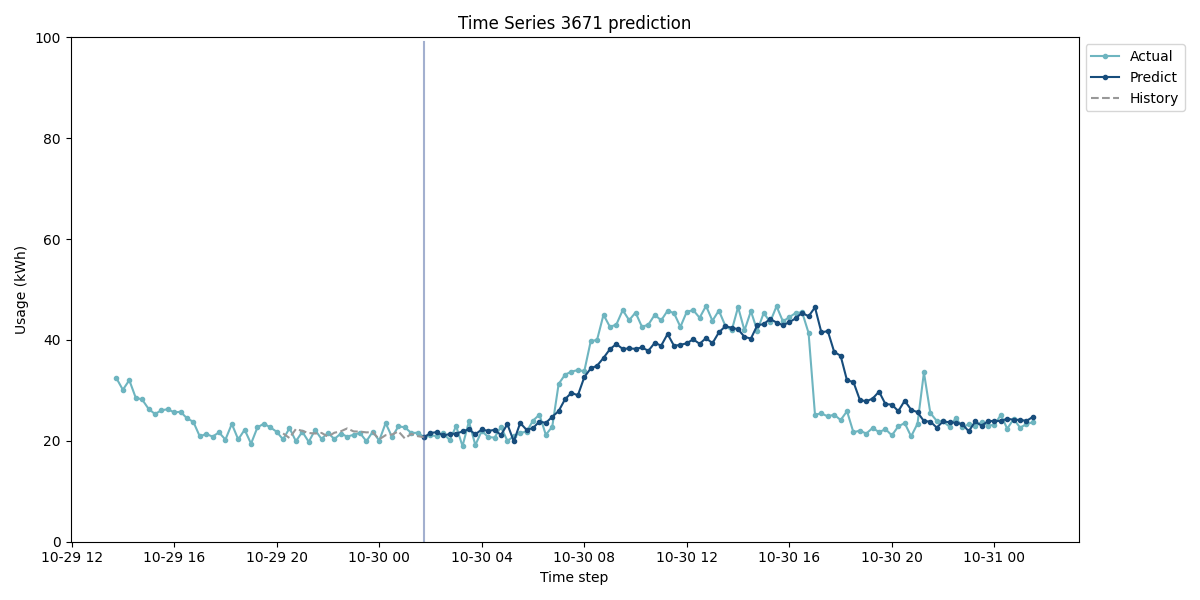 Time Series 3671 prediction
100
80
60
40
20
0
Usage (kWh)
10-29 12
10-29 16
10-29 20
10-30 00
10-30 04
10-30 08
10-30 12
10-30 16
10-30 20
10-31 00
Time step
Actual
Predict
History